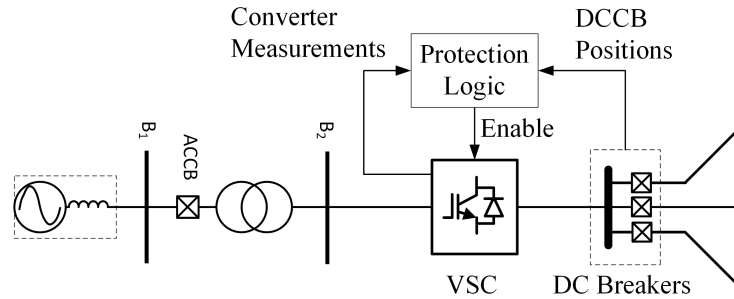 Converter
Measurements
Protection
Logic
DCCB
Positions
Enable
B1
ACCB
B2
VSC
DC Breakers